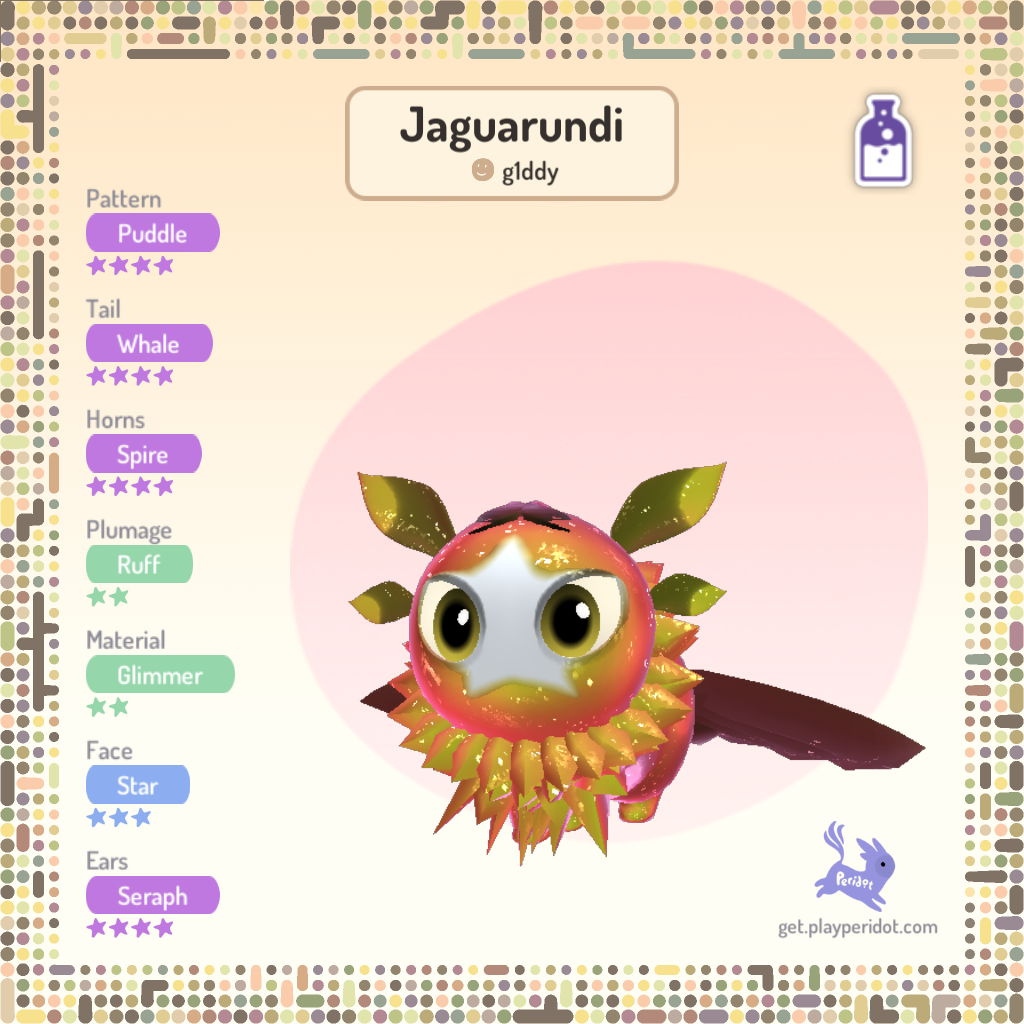 Jaguarundi
g1ddy
Pattern
Puddle
Tail
Whale
Horns
Spire
Plumage
Ruff
Material
Glimmer
Face
Star
Ears
Seraph
Peridot
get.playperidot.com